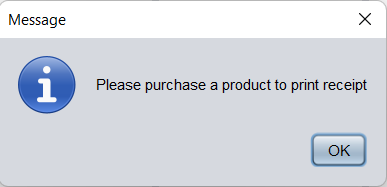 Message
Please purchase a product to print receipt
OK